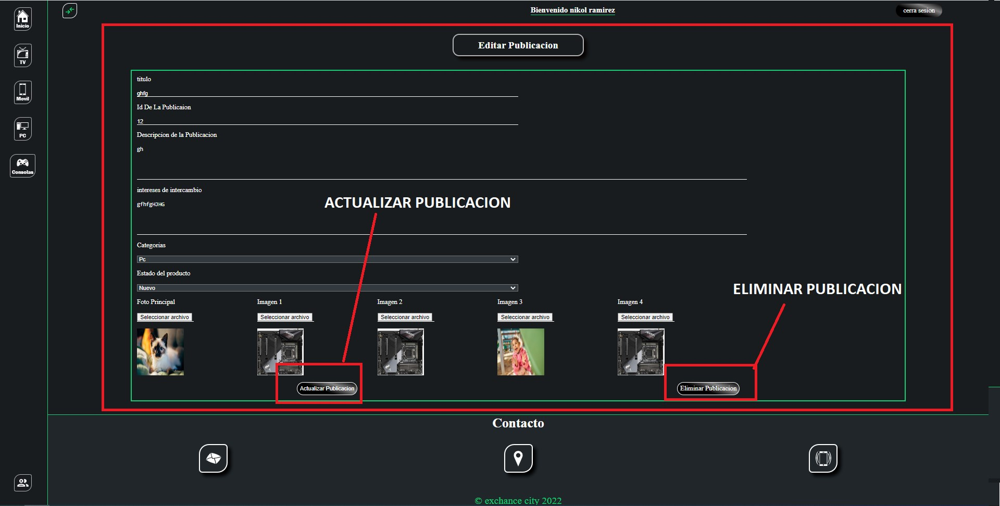 Inicio
TV
Movil
PC
Consolas
Bienvenido nikol ramirez
cerra sesion
Editar Publicacion
titulo
ghfg
Id De La Publicaion
12
Descripcion de la Publicacion
gh
intereses de intercambio
gfhfgHJHG
ACTUALIZAR PUBLICACION
Categorias
Pc
Estado del producto
Nuevo
ELIMINAR PUBLICACION
Foto Principal Imagen 1 Imagen 2 Imagen 3 Imagen 4
Seleccionar archivo Seleccionar archivo Seleccionar archivo Seleccionar archivo Seleccionar archivo
Actualizar Publicacion Eliminar Publicacion
Contacto
© exchance city 2022